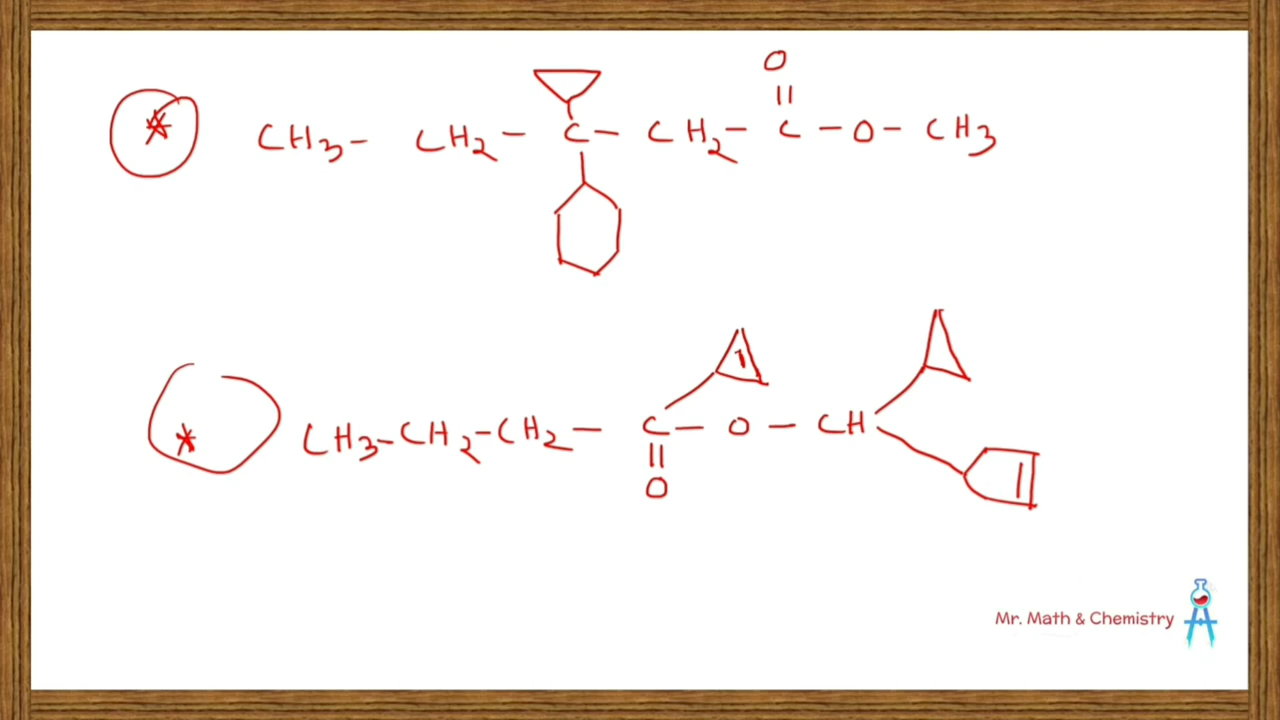 O
||
* CH3- CH2- C- CH2- C -O- CH3
* CH3-CH2-CH2- C- O - CH
||
O
Mr. Math & Chemistry